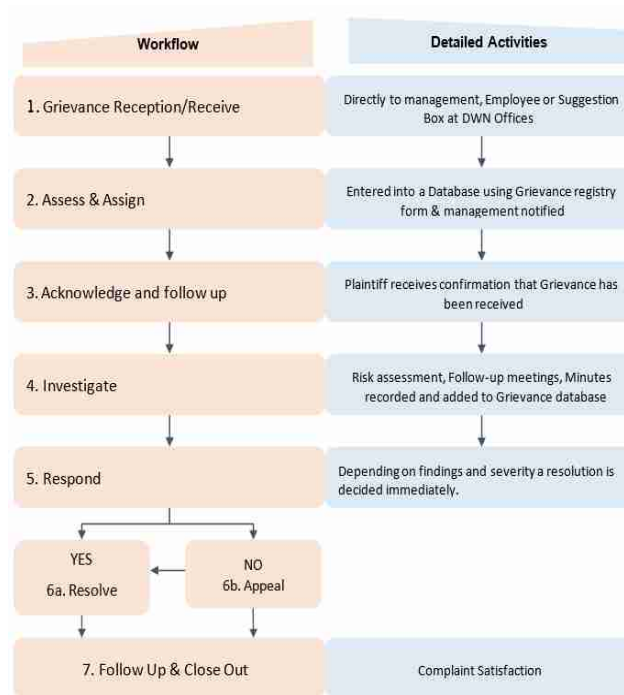 Workflow
Detailed Activities
1. Grievance Reception/Receive
Directly to management, Employee or Suggestion
Box at DWN Offices
2. Assess & Assign
Entered into a Database using Grievance registry
form & management notified
3. Acknowledge and follow up
Plaintiff receives confirmation that Grievance has
been received
4. Investigate
Risk assessment, Follow-up meetings, Minutes
recorded and added to Grievance database
5. Respond
Depending on findings and severity a resolution is
decided immediately.
YES
6a. Resolve
NO
6b. Appeal
7. Follow Up & Close Out
Complaint Satisfaction